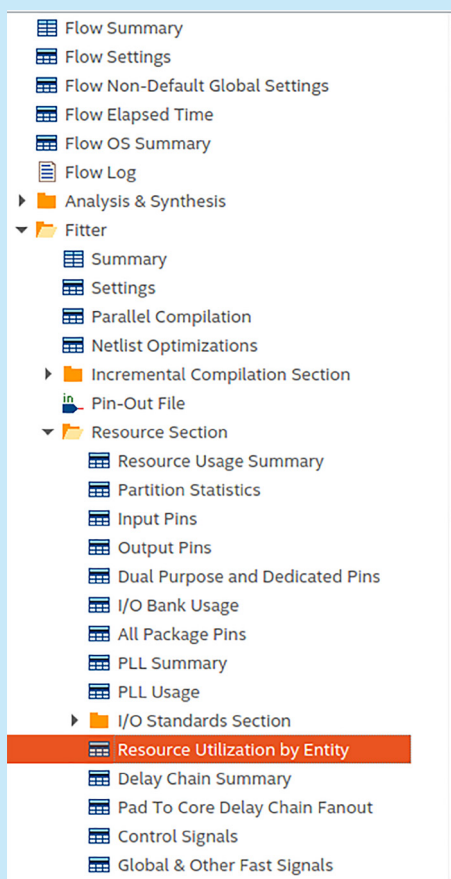 Flow Summary
Flow Settings
Flow Non-Default Global Settings
Flow Elapsed Time
Flow OS Summary
Flow Log
Analysis & Synthesis
Fitter
Summary
Settings
Parallel Compilation
Netlist Optimizations
Incremental Compilation Section
in
Pin-Out File
Resource Section
Resource Usage Summary
Partition Statistics
Input Pins
Output Pins
Dual Purpose and Dedicated Pins
I/O Bank Usage
All Package Pins
PLL Summary
PLL Usage
I/O Standards Section
Resource Utilization by Entity
Delay Chain Summary
Pad To Core Delay Chain Fanout
Control Signals
Global & Other Fast Signals